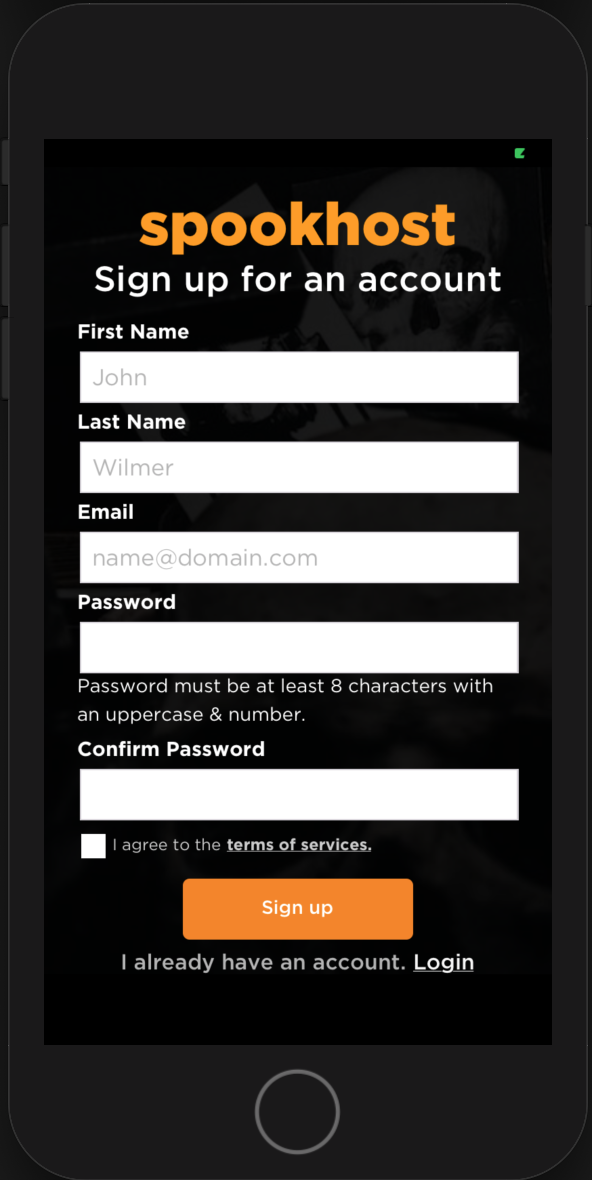 spookhost
Sign up for an account
First Name
John
Last Name
Wilmer
Email
name@domain.com
Password
Password must be at least 8 characters with
an uppercase & number.
Confirm Password
I agree to the terms of services.
Sign up
I already have an account. Login